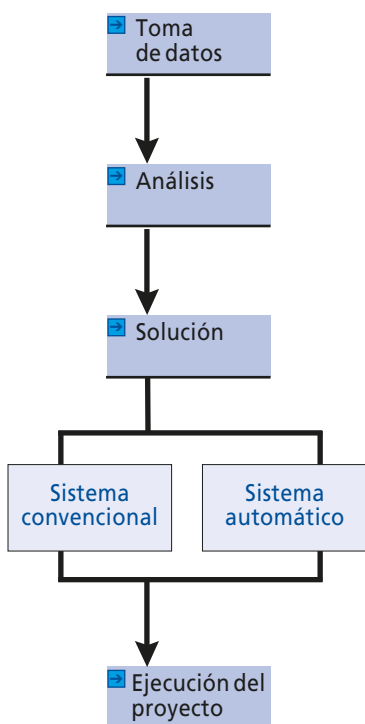 Toma
de datos
Análisis
Solución
Sistema
convencional
Sistema
automático
Ejecución del
proyecto